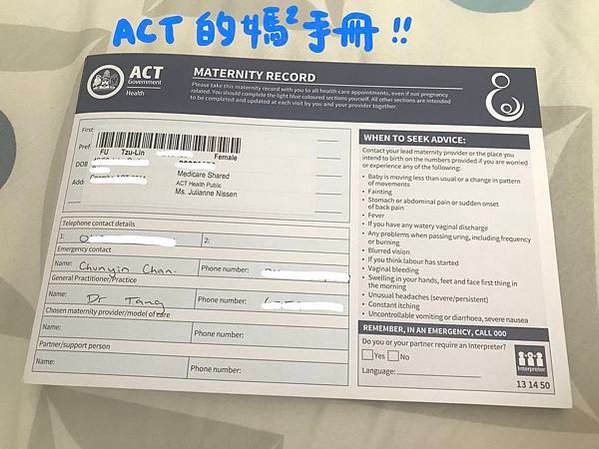 ACT 的媽²手冊!!
ACT
Government
Health
MATERNITY RECORD
Please take this maternity record with you to all health care appointments, even if not pregnancy
related. You should complete the light blue coloured sections yourself. All other sections are intended
to be completed and updated at each visit by you and your provider together.
First
FU Tzu-Lin
Female
Pref
DOB
Medicare Shared
Add
ACT Health Public
Ms. Julianne Nissen
Telephone contact details
1:
2:
Emergency contact
Name: Chunyin Chan
Phone number:
General Practitioner/Practice
Name: Dr Tang
Phone number:
Chosen maternity provider/model of care
Name:
Phone number:
Partner/support person
Name:
Phone number:
WHEN TO SEEK ADVICE:
Contact your lead maternity provider or the place you
intend to birth on the numbers provided if you are worried
or experience any of the following:
• Baby is moving less than usual or a change in pattern
of movements
• Fainting
• Stomach or abdominal pain or sudden onset
of back pain
• Fever
• If you have any watery vaginal discharge
• Any problems when passing urine, including frequency
or burning
• Blurred vision
• If you think labour has started
• Vaginal bleeding
• Swelling in your hands, feet and face first thing in
the morning
• Unusual headaches (severe/persistent)
• Constant itching
• Uncontrollable vomiting or diarrhoea, severe nausea
REMEMBER, IN AN EMERGENCY, CALL 000
Do you or your partner require an Interpreter?
Yes No
Language:
Interpreter
13 14 50